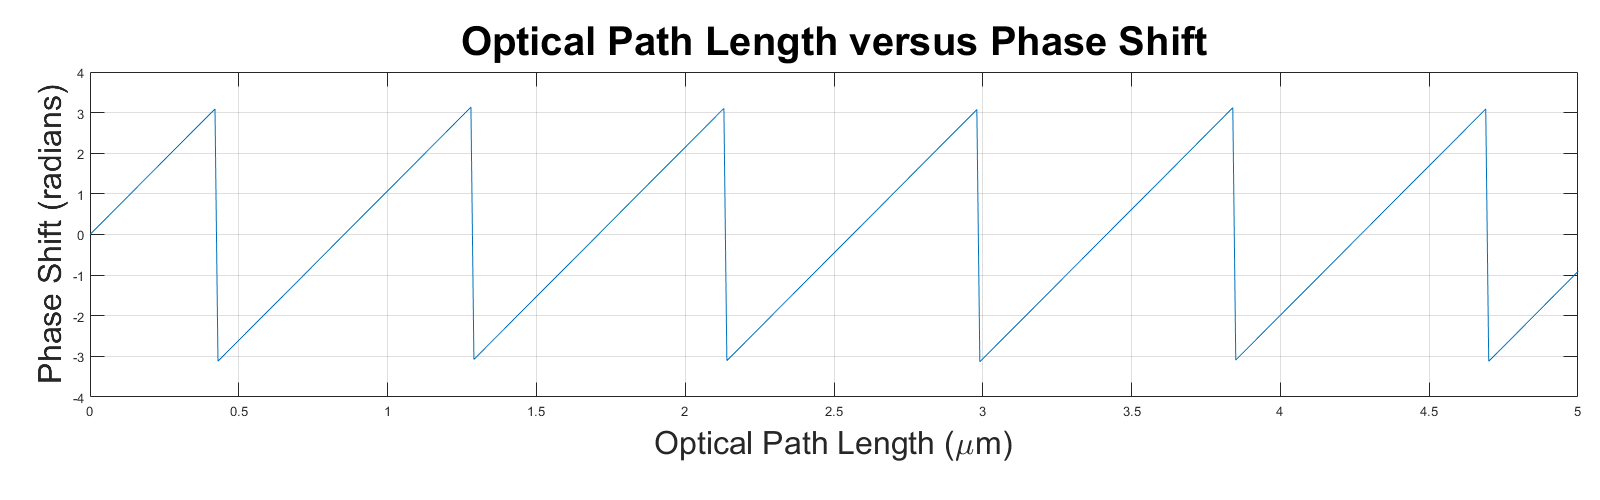 Optical Path Length versus Phase Shift
Phase Shift (radians)
4
3
2
1
0
-1
-2
-3
-4
0 0.5 1 1.5 2 2.5 3 3.5 4 4.5 5
Optical Path Length (μm)